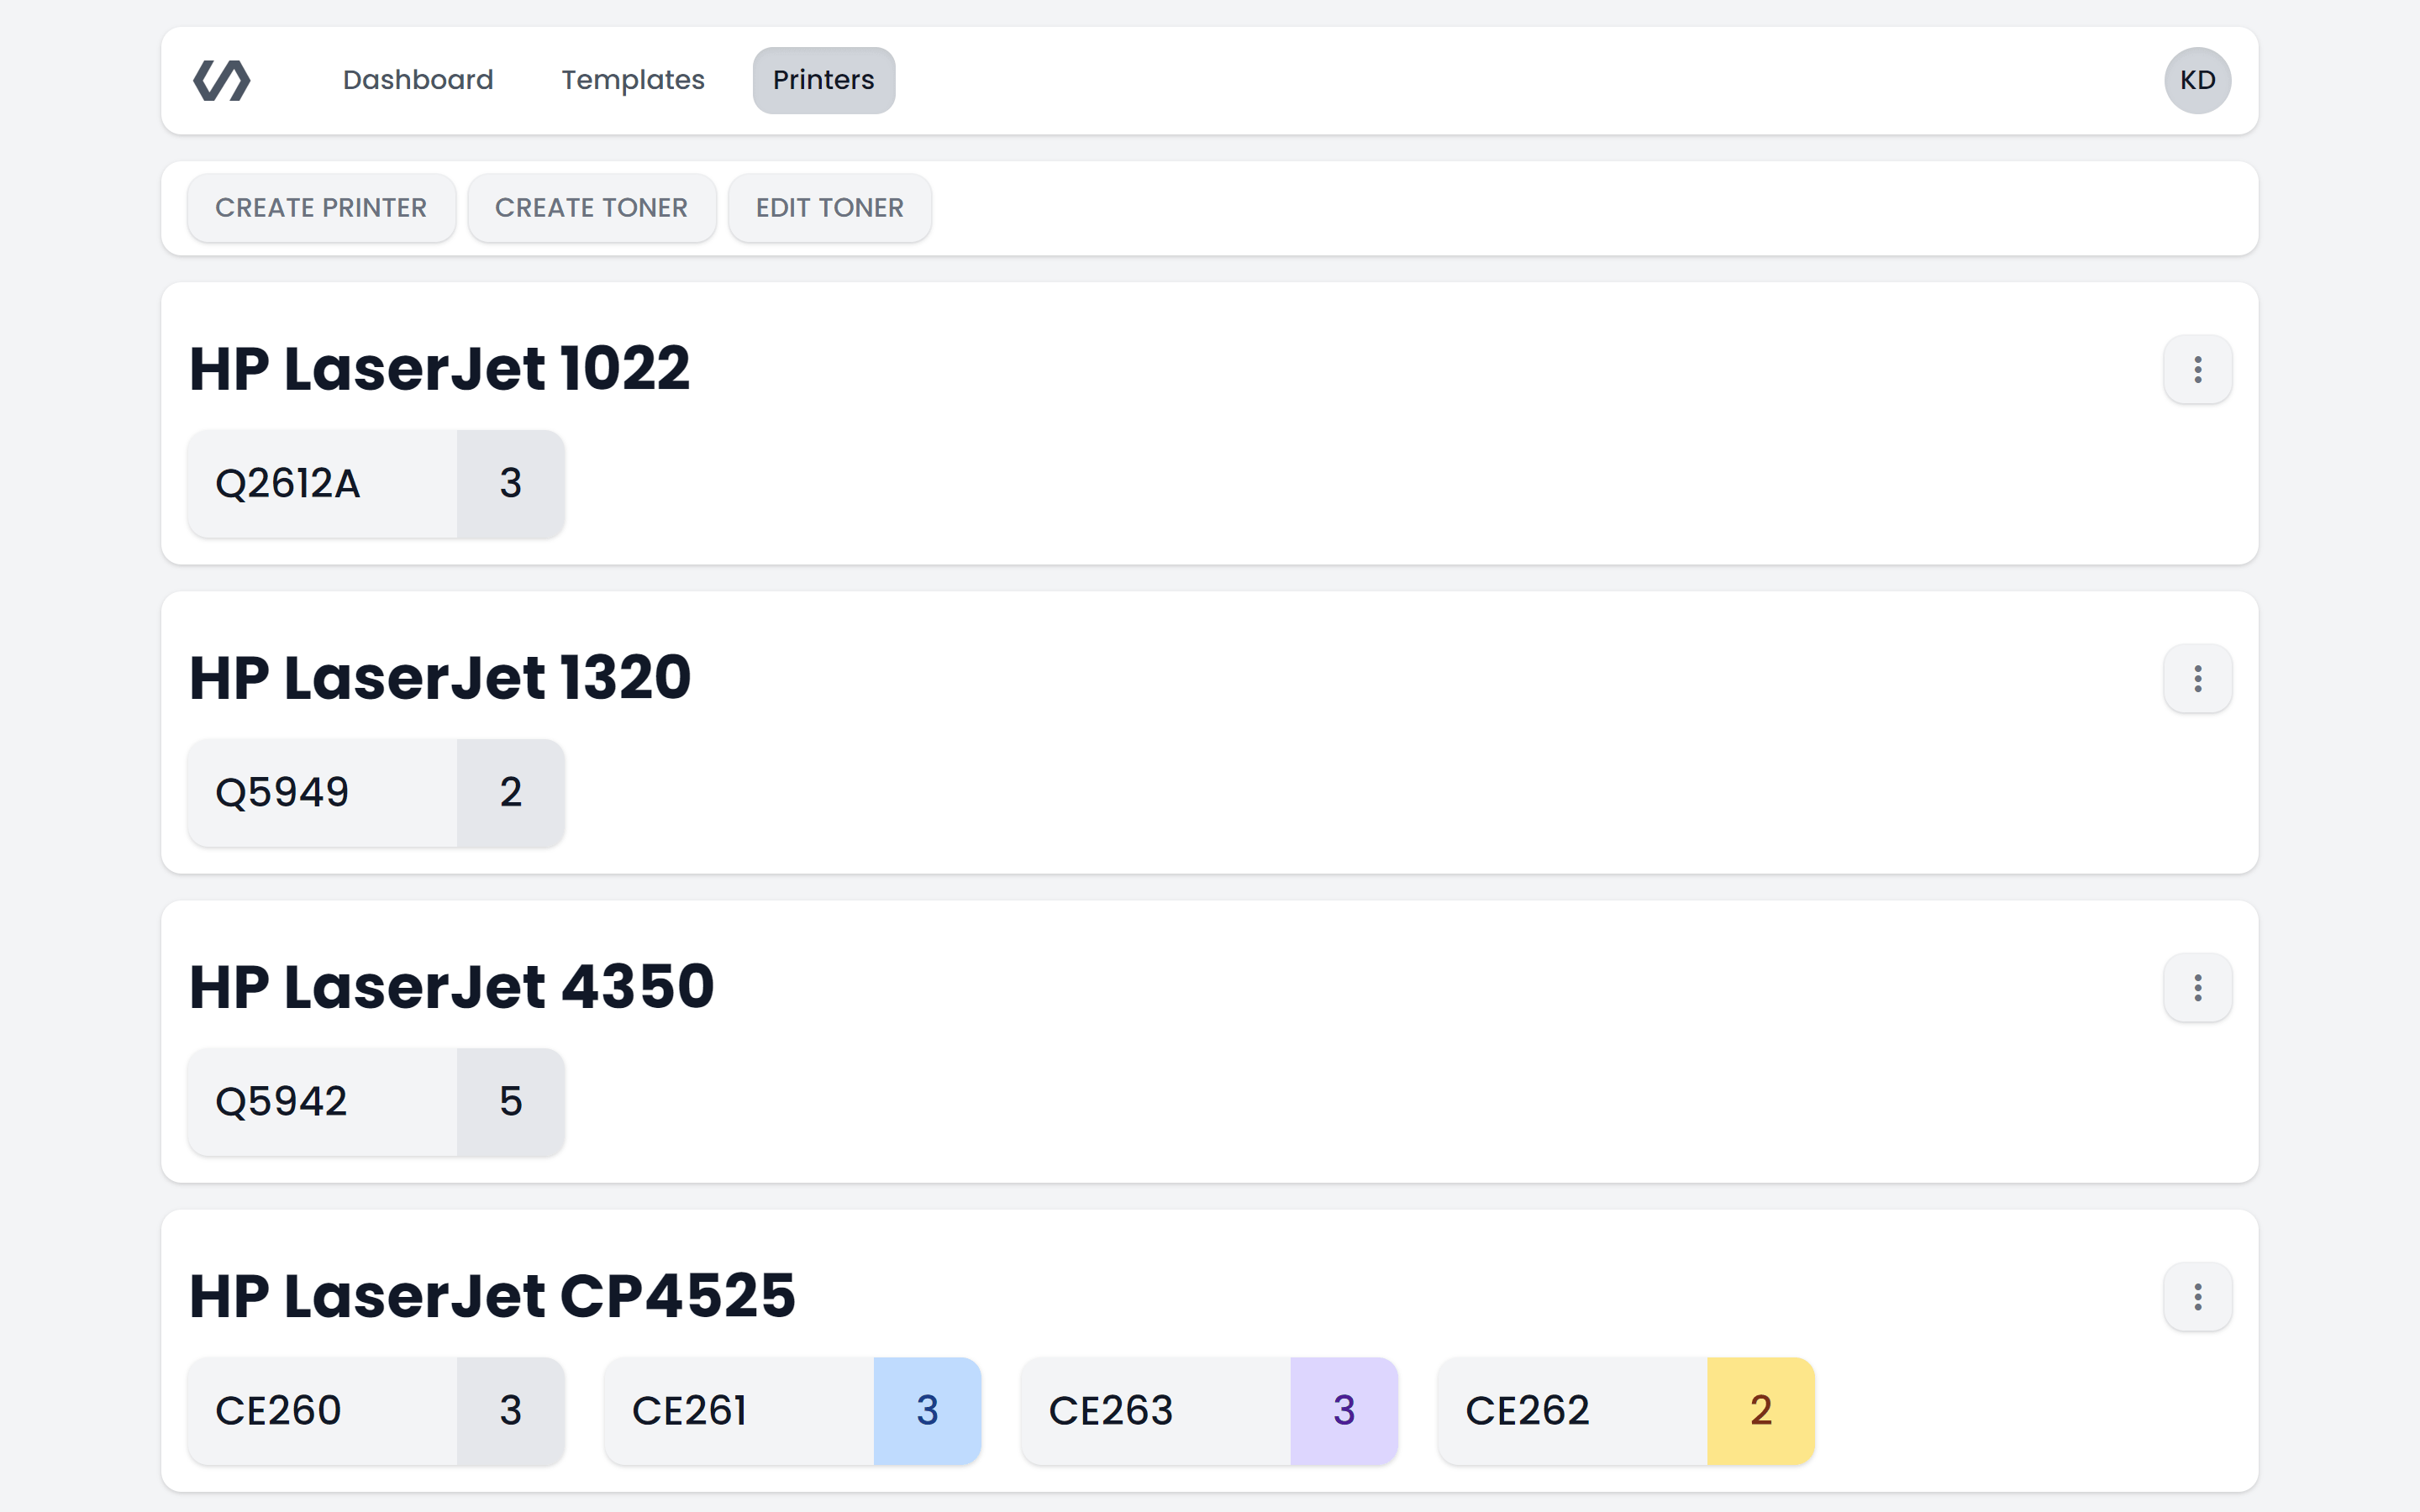 Dashboard Templates Printers KD
CREATE PRINTER CREATE TONER EDIT TONER
HP LaserJet 1022
Q2612A 3
HP LaserJet 1320
Q5949 2
HP LaserJet 4350
Q5942 5
HP LaserJet CP4525
CE260 3 CE261 3 CE263 3 CE262 2